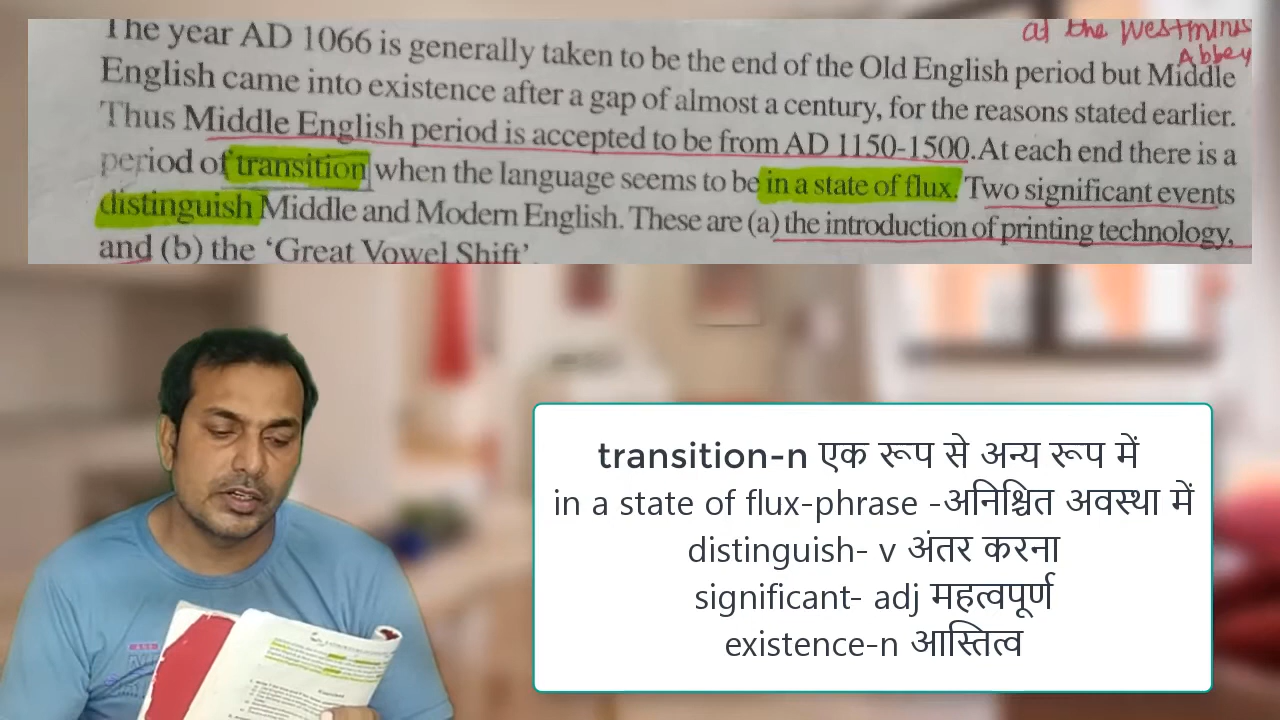 The year AD 1066 is generally taken to be the end of the Old English period but Middle
at the Westmins
Abbey
English came into existence after a gap of almost a century, for the reasons stated earlier.
Thus Middle English period is accepted to be from AD 1150-1500. At each end there is a
period of transition when the language seems to be in a state of flux. Two significant events
distinguish Middle and Modern English. These are (a) the introduction of printing technology,
and (b) the 'Great Vowel Shift'
transition-n एक रूप से अन्य रूप में
in a state of flux-phrase -अनिश्चित अवस्था में
distinguish- v अंतर करना
significant- adj महत्वपूर्ण
existence-n आस्तित्व